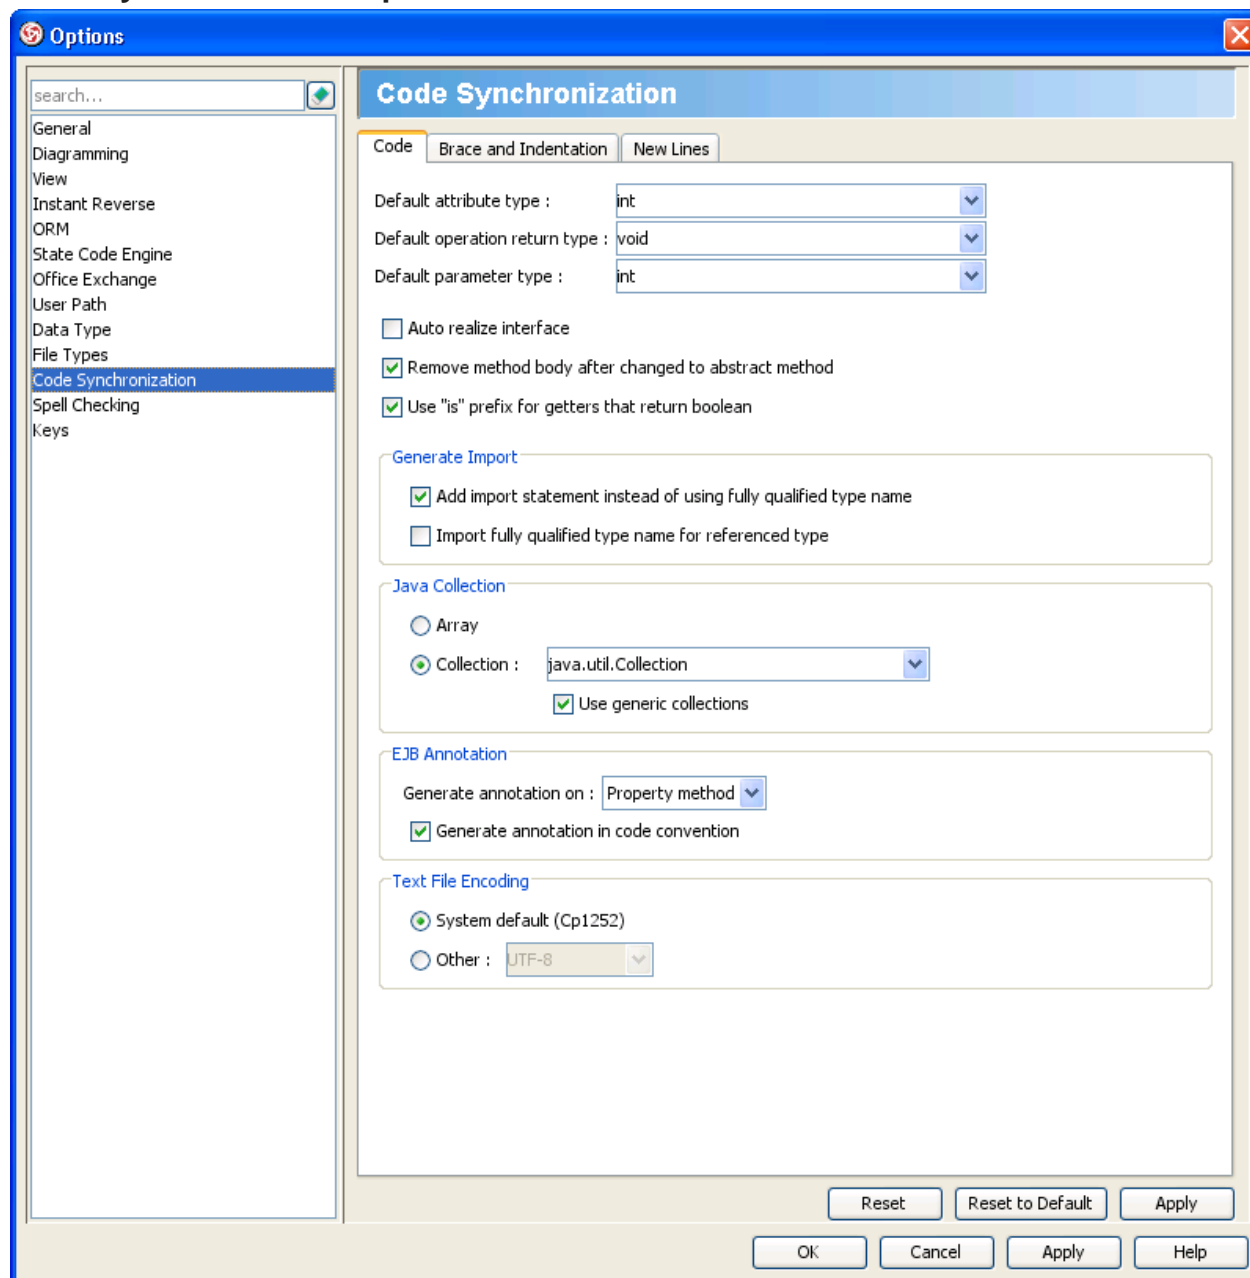 Options
search...
General
Diagramming
View
Instant Reverse
ORM
State Code Engine
Office Exchange
User Path
Data Type
File Types
Code Synchronization
Spell Checking
Keys
Code Synchronization
Code
Brace and Indentation
New Lines
Default attribute type :
int
Default operation return type :
void
Default parameter type :
int
Auto realize interface
Remove method body after changed to abstract method
Use "is" prefix for getters that return boolean
Generate Import
Add import statement instead of using fully qualified type name
Import fully qualified type name for referenced type
Java Collection
Array
Collection :
java.util.Collection
Use generic collections
EJB Annotation
Generate annotation on :
Property method
Generate annotation in code convention
Text File Encoding
System default (Cp1252)
Other :
UTF-8
Reset
Reset to Default
Apply
OK
Cancel
Apply
Help